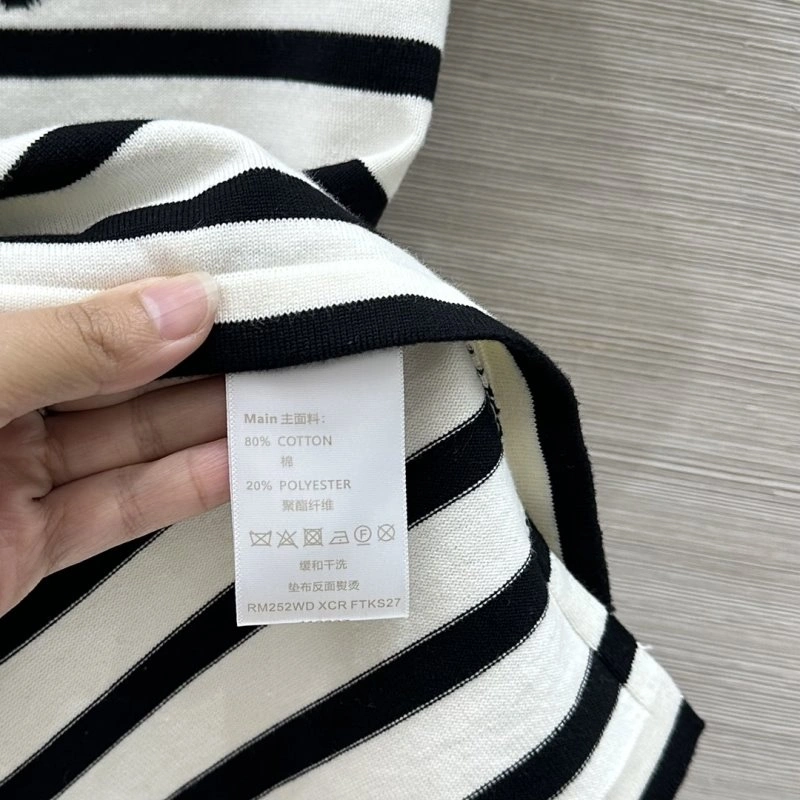 Main 主面料:
80% COTTON
棉
20% POLYESTER
聚酯纤维
F
缓和干洗
垫布反面熨烫
RM252WD XCR FTKS27